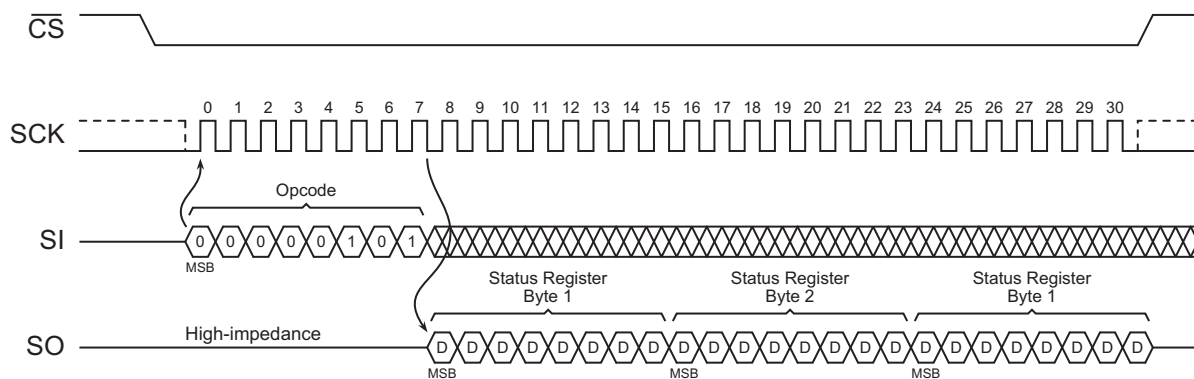 CS
SCK
0 1 2 3 4 5 6 7 8 9 10 11 12 13 14 15 16 17 18 19 20 21 22 23 24 25 26 27 28 29 30
Opcode
SI
0 0 0 0 0 1 0 1
MSB
Status Register Byte 1
Status Register Byte 2
Status Register Byte 1
SO
High-impedance
D D D D D D D D D D D D D D D D D D D D D D D D
MSB MSB MSB